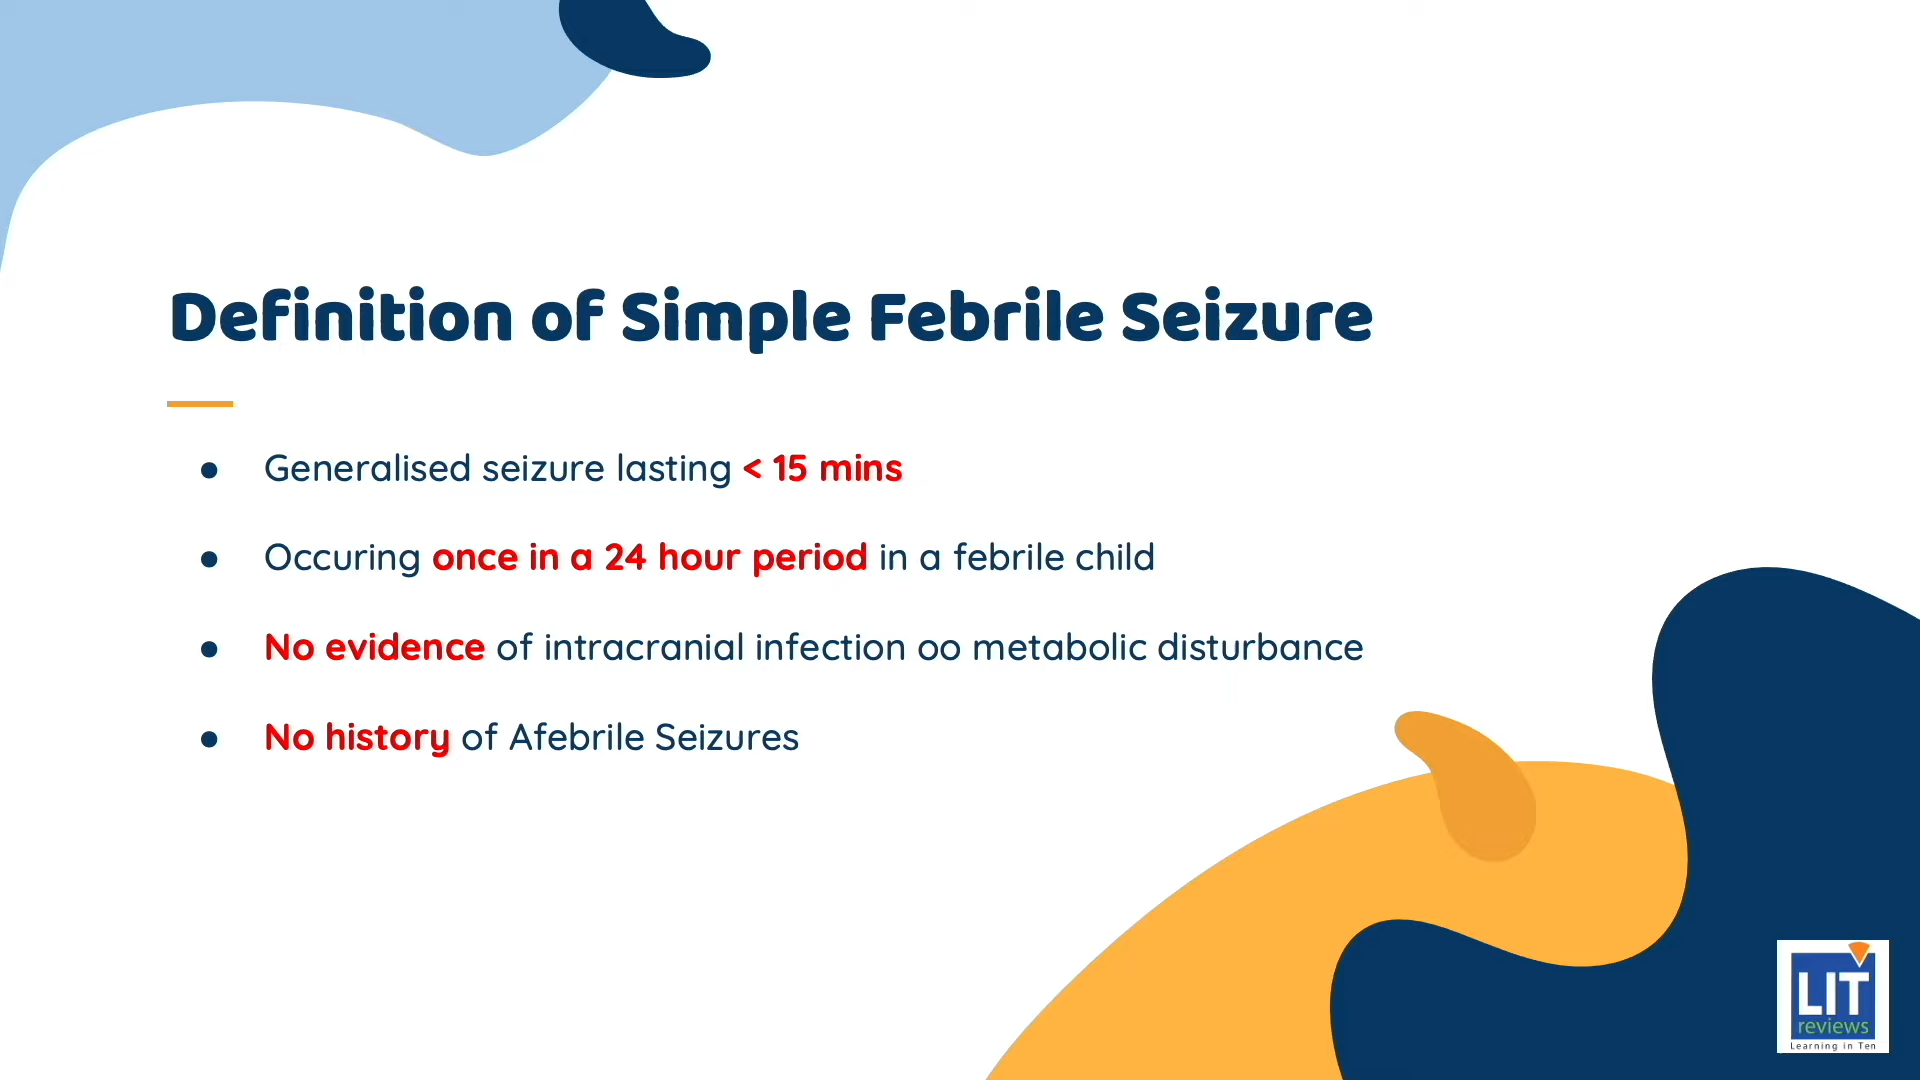 Definition of Simple Febrile Seizure
● Generalised seizure lasting < 15 mins
● Occuring once in a 24 hour period in a febrile child
● No evidence of intracranial infection oo metabolic disturbance
● No history of Afebrile Seizures
LIT
reviews
Learning in Ten